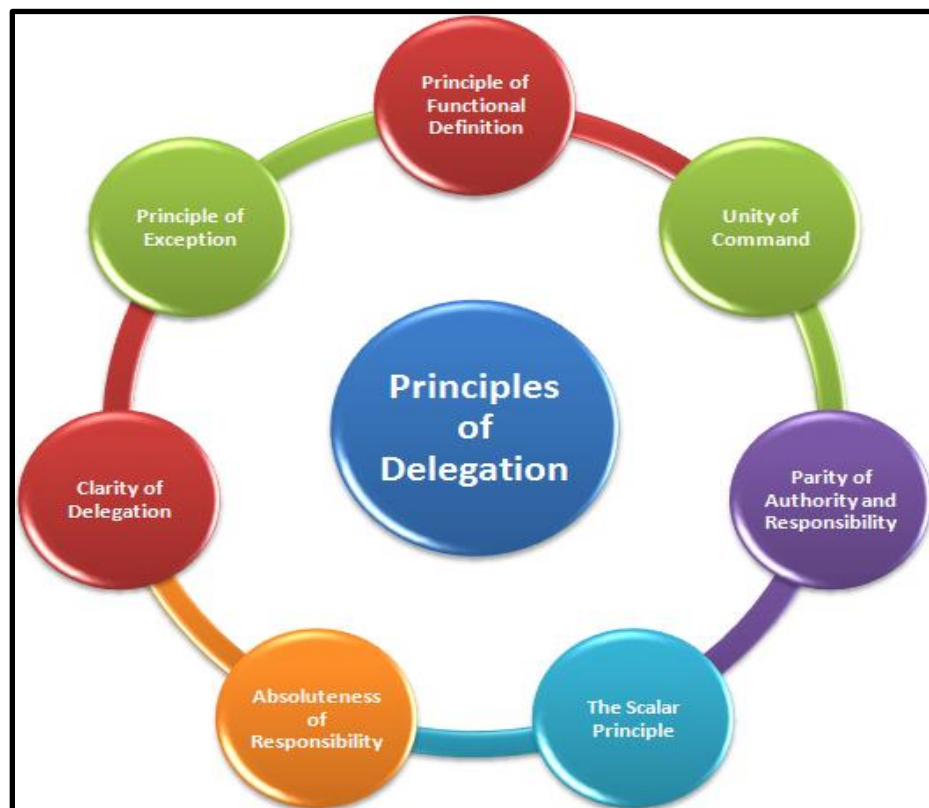 Principle of
Functional
Definition
Unity of
Command
Parity of
Authority and
Responsibility
The Scalar
Principle
Absoluteness
of
Responsibility
Clarity of
Delegation
Principle of
Exception
Principles
of
Delegation